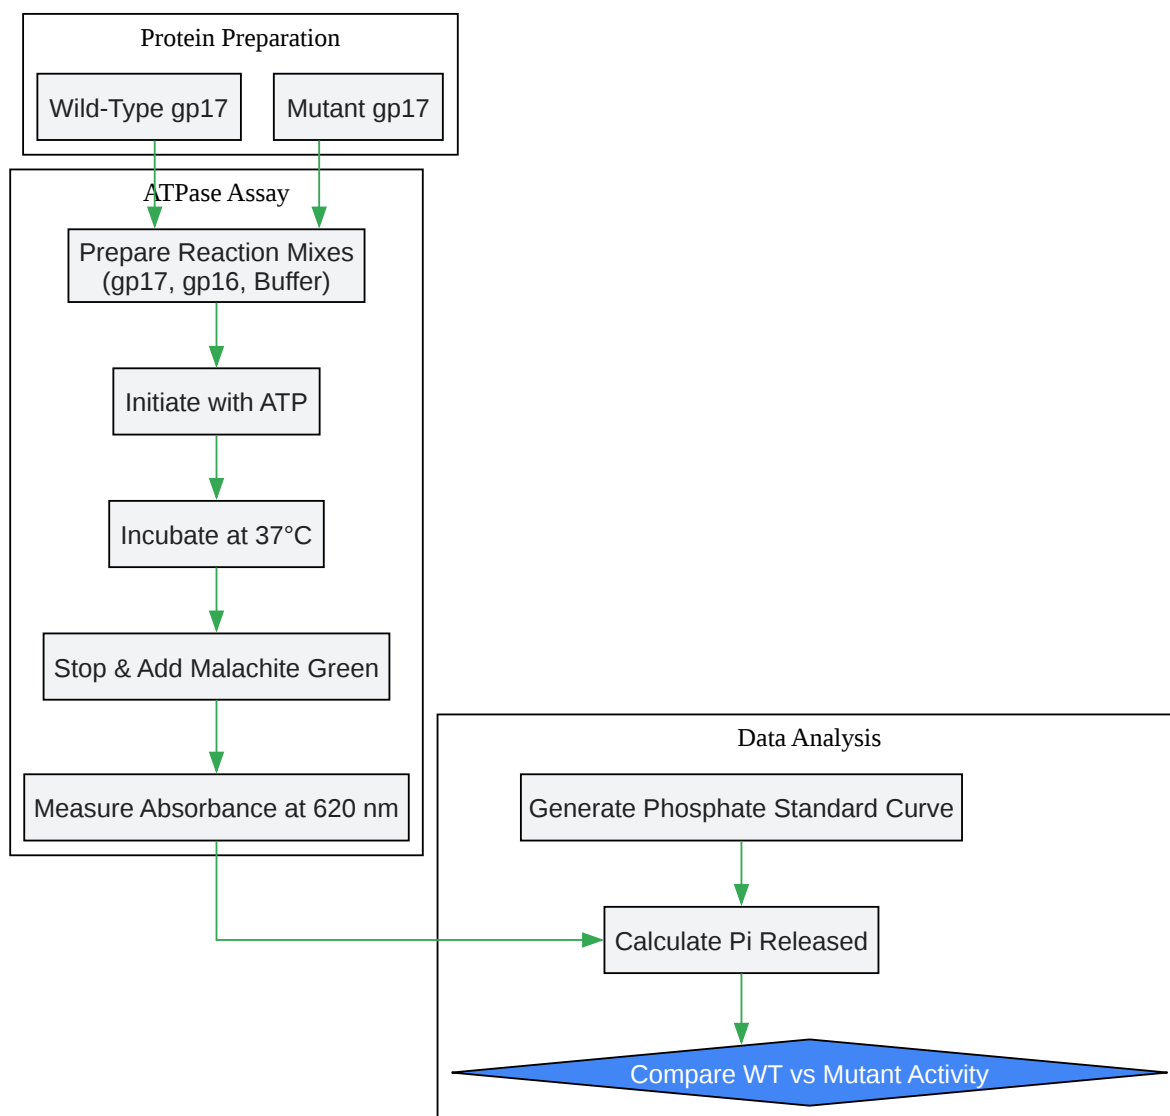 Protein Preparation
Wild-Type gp17
Mutant gp17
ATPase Assay
Prepare Reaction Mixes
(gp17, gp16, Buffer)
Initiate with ATP
Incubate at 37°C
Stop & Add Malachite Green
Measure Absorbance at 620 nm
Data Analysis
Generate Phosphate Standard Curve
Calculate Pi Released
Compare WT vs Mutant Activity